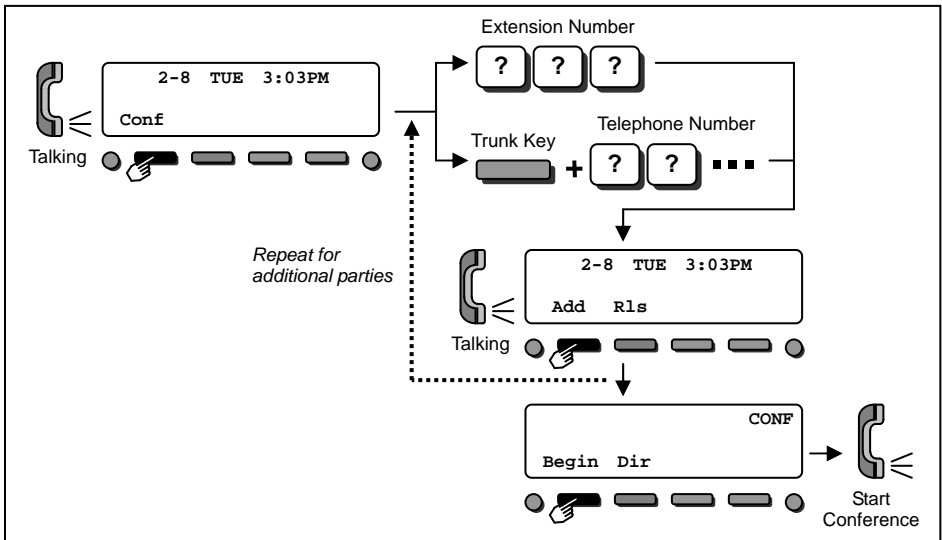 Extension Number
2-8 TUE 3:03PM
Conf
Talking
? ? ?
Trunk Key
Telephone Number
+ ? ?
Repeat for
additional parties
2-8 TUE 3:03PM
Add Rls
Talking
CONF
Begin Dir
Start
Conference